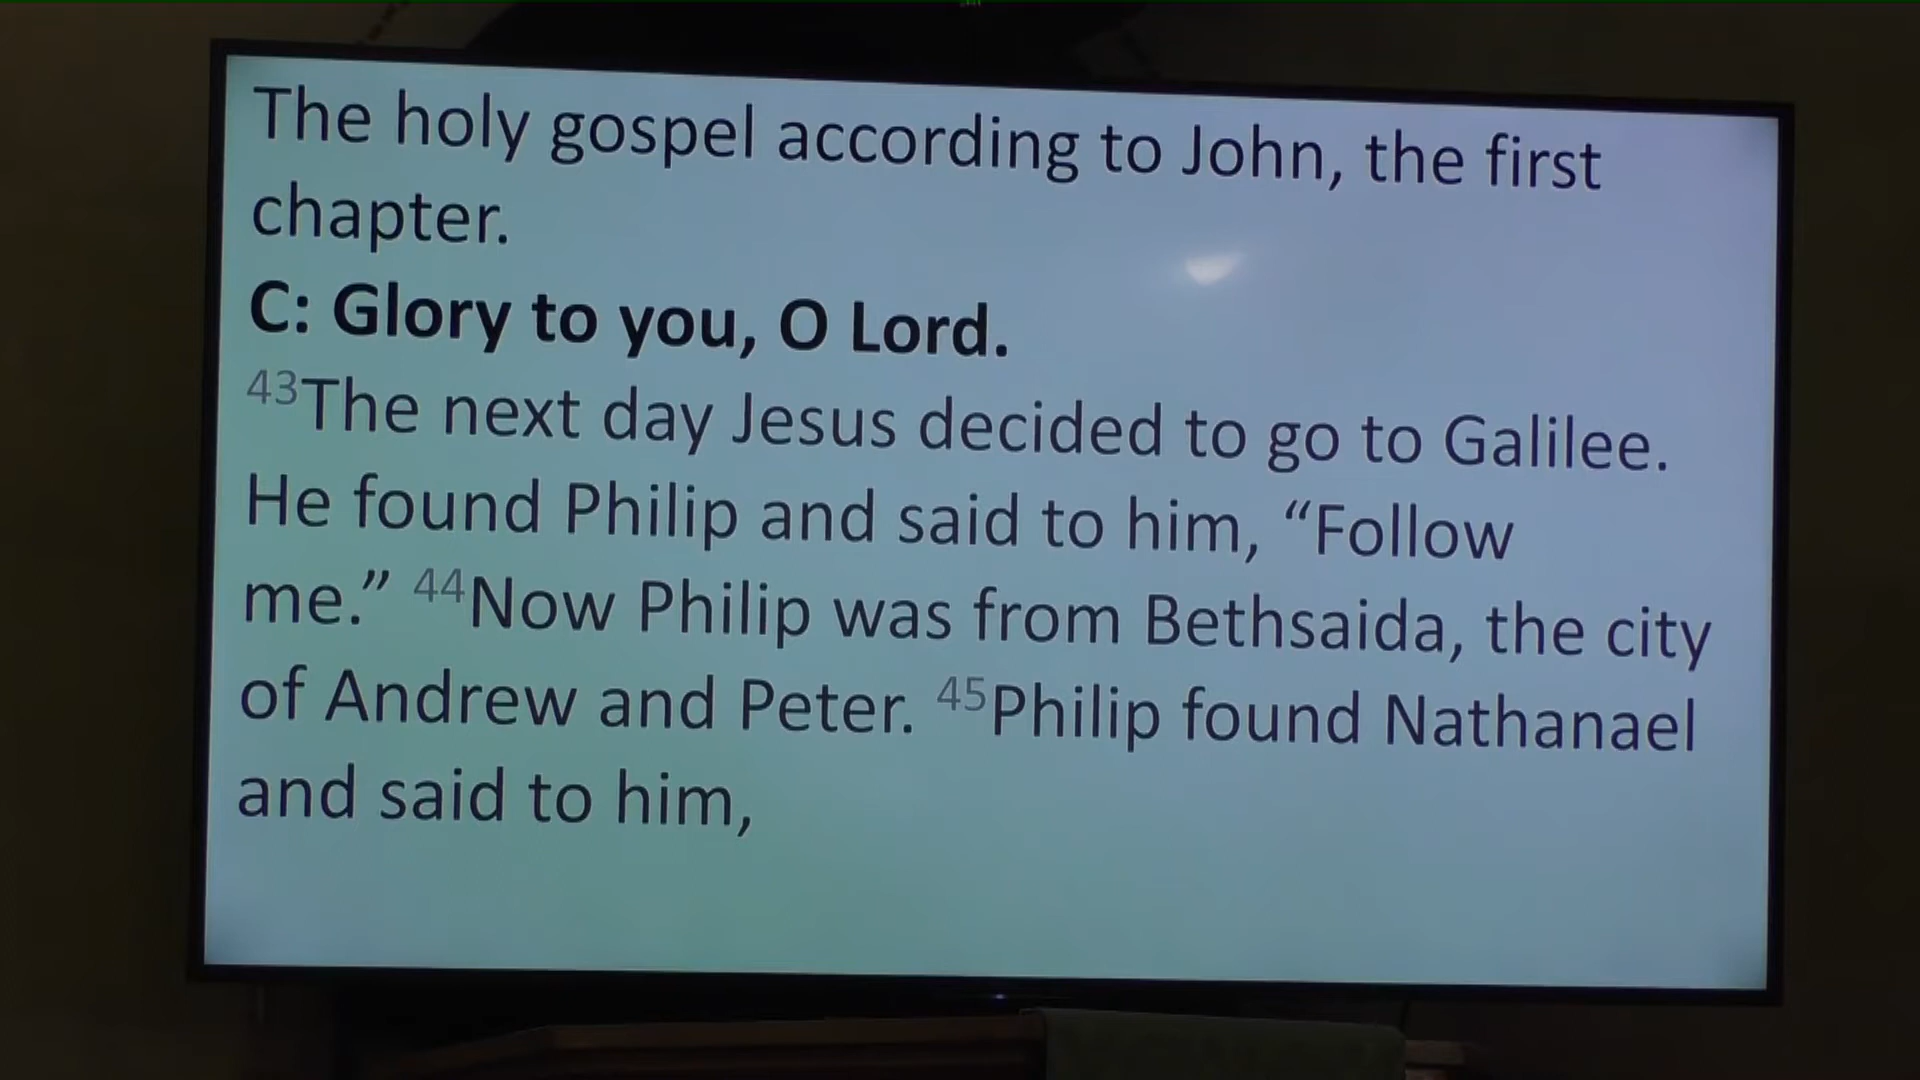 The holy gospel according to John, the first
chapter.
C: Glory to you, O Lord.
43The next day Jesus decided to go to Galilee.
He found Philip and said to him, “Follow
me.” 44Now Philip was from Bethsaida, the city
of Andrew and Peter. 45Philip found Nathanael
and said to him,